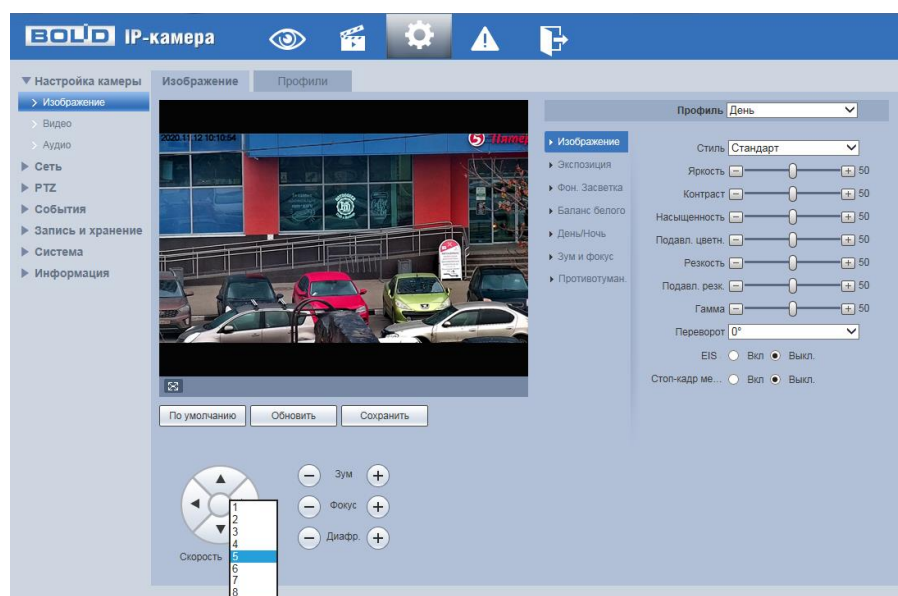 BOLID IP-камера
Настройка камеры
Изображение
Видео
Аудио
Сеть
PTZ
События
Запись и хранение
Система
Информация
Изображение Профили
2020-11-12 10:10:54
5
По умолчанию Обновить Сохранить
Зум
Фокус
Диафр.
Скорость
1
2
3
4
5
6
7
8
Изображение
Экспозиция
Фон. Засветка
Баланс белого
День/Ночь
Зум и фокус
Противотуман.
Профиль День
Стиль Стандарт
Яркость 50
Контраст 50
Насыщенность 50
Подавл. цветн. 50
Резкость 50
Подавл. резк. 50
Гамма 50
Переворот 0°
EIS Вкл Выкл.
Стоп-кадр ме... Вкл Выкл.